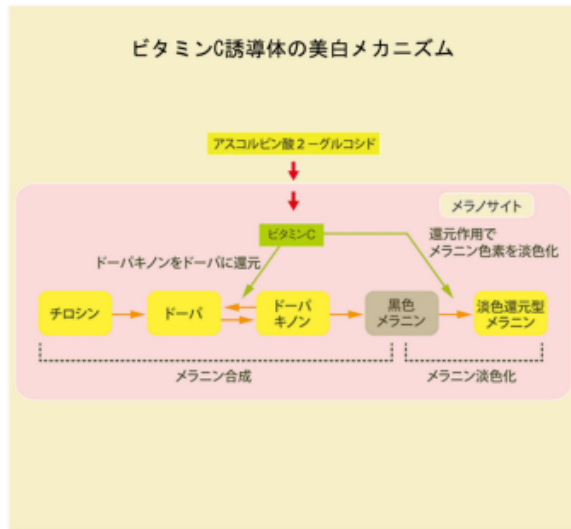 ビタミンC誘導体の美白メカニズム
アスコルビン酸2-グルコシド
メラノサイト
ビタミンC
還元作用で
メラニン色素を淡色化
ドーパキノンをドーパに還元
チロシン
ドーパ
ドーパ
キノン
黒色
メラニン
淡色還元型
メラニン
メラニン合成
メラニン淡色化